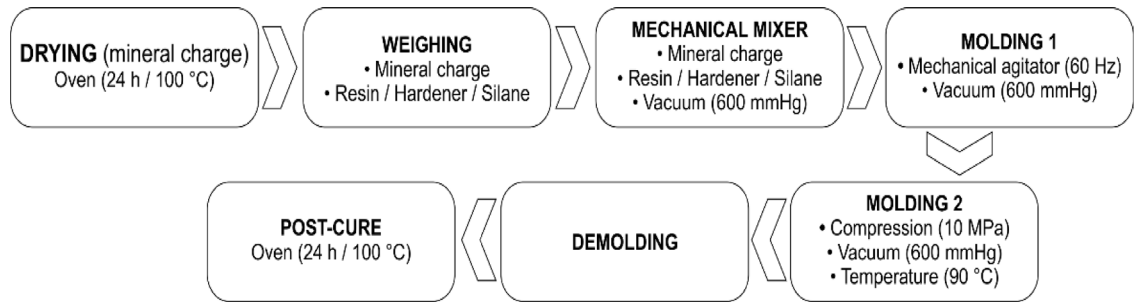 DRYING (mineral charge)
Oven (24 h / 100 °C)
WEIGHING
• Mineral charge
• Resin / Hardener / Silane
MECHANICAL MIXER
• Mineral charge
• Resin / Hardener / Silane
• Vacuum (600 mmHg)
MOLDING 1
• Mechanical agitator (60 Hz)
• Vacuum (600 mmHg)
MOLDING 2
• Compression (10 MPa)
• Vacuum (600 mmHg)
• Temperature (90 °C)
DEMOLDING
POST-CURE
Oven (24 h / 100 °C)